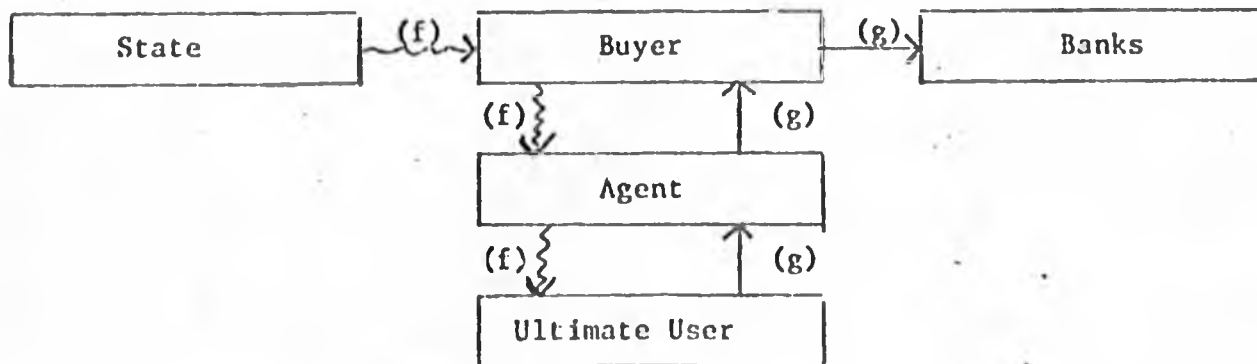 State (f) Buyer (g) Banks
(f) (g)
Agent
(f) (g)
Ultimate User